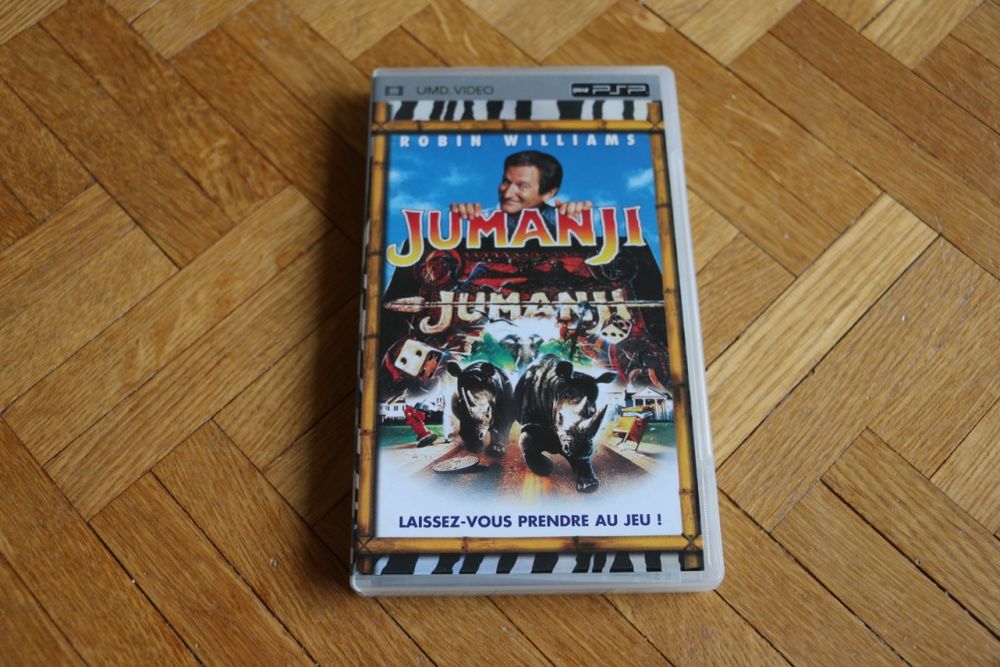 UMD. VIDEO
PSP
ROBIN WILLIAMS
JUMANJI
JUMANJI
LAISSEZ-VOUS PRENDRE AU JEU !